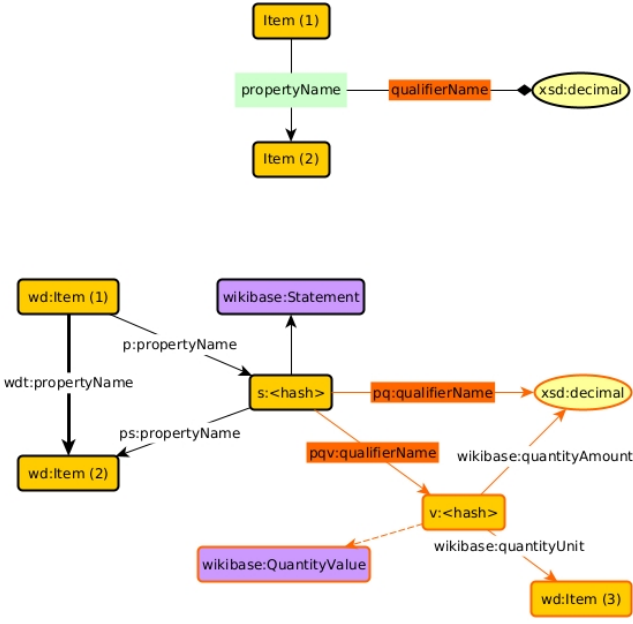 Item (1)
propertyName
qualifierName
xsd:decimal
Item (2)
wd:Item (1)
wikibase:Statement
p:propertyName
wdt:propertyName
s:<hash>
pq:qualifierName
xsd:decimal
ps:propertyName
pqv:qualifierName
wikibase:quantityAmount
wd:Item (2)
v:<hash>
wikibase:quantityUnit
wikibase:QuantityValue
wd:Item (3)